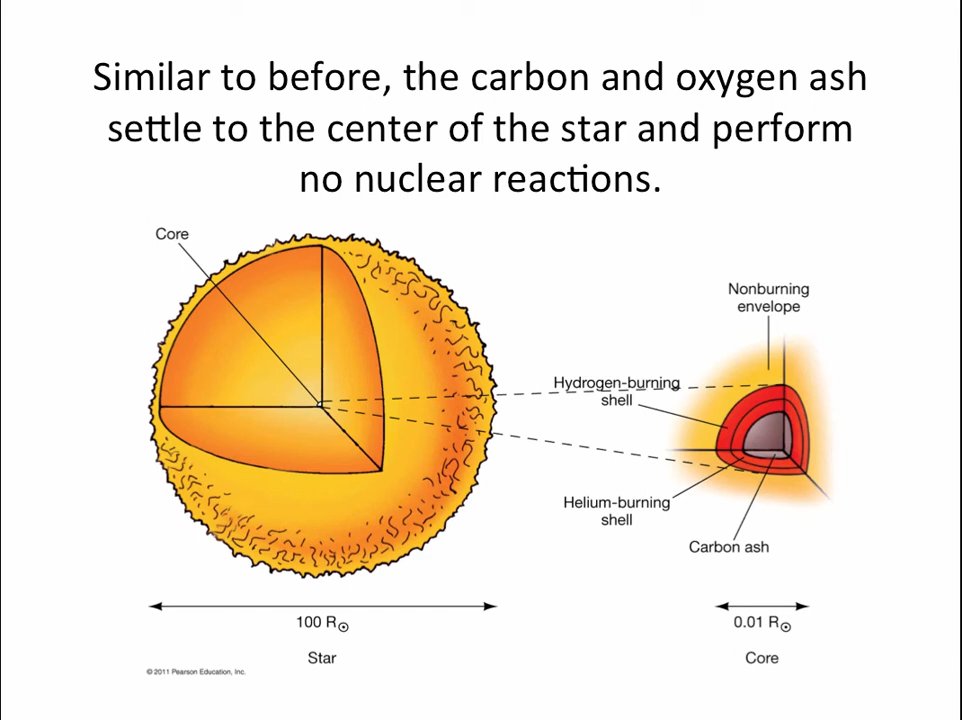 Similar to before, the carbon and oxygen ash
settle to the center of the star and perform
no nuclear reactions.
Core
Nonburning
envelope
Hydrogen-burning
shell
Helium-burning
shell
Carbon ash
100 R☉
0.01 R☉
Star
Core
© 2011 Pearson Education, Inc.